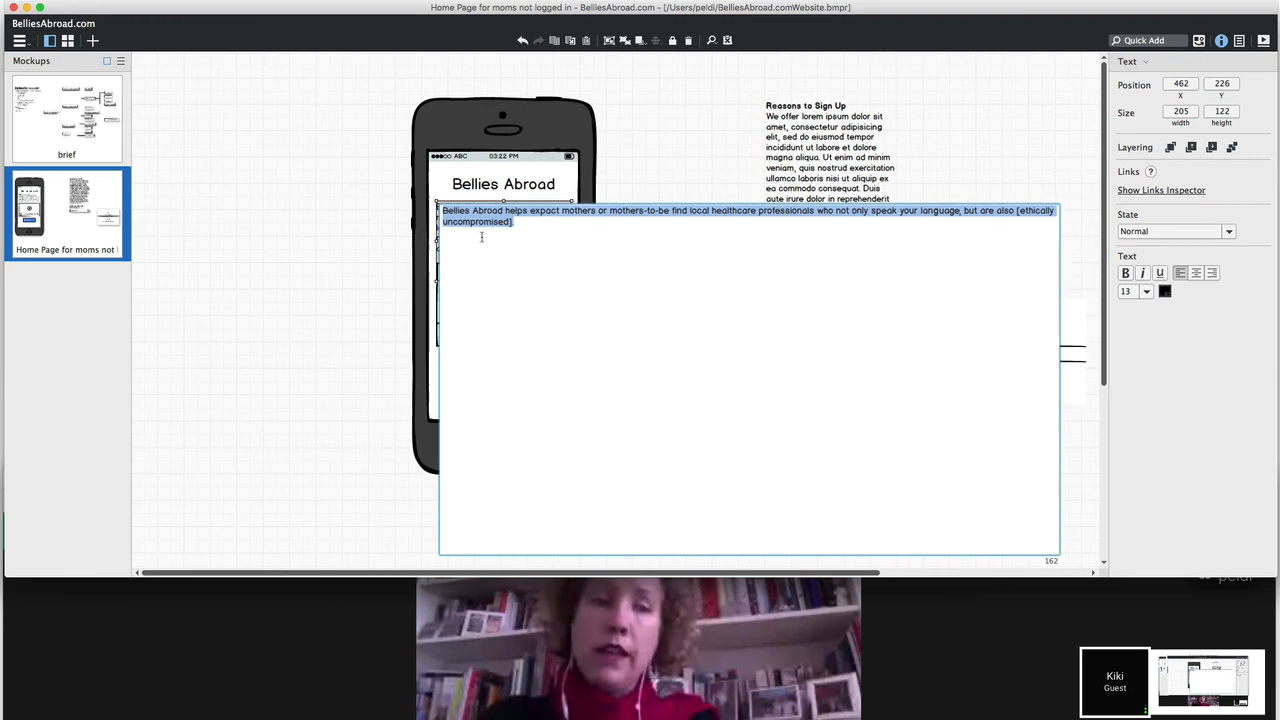 Home Page for moms not logged in - BelliesAbroad.com - [/Users/peldi/BelliesAbroad.comWebsite.bmpr]
BelliesAbroad.com
Quick Add
Mockups
brief
Home Page for moms not l
ABC
03:22 PM
Bellies Abroad
Reasons to Sign Up
We offer lorem ipsum dolor sit
amet, consectetur adipisicing
elit, sed do eiusmod tempor
incididunt ut labore et dolore
magna aliqua. Ut enim ad minim
veniam, quis nostrud exercitation
ullamco laboris nisi ut aliquip ex
ea commodo consequat. Duis
aute irure dolor in reprehenderit
Bellies Abroad helps expact mothers or mothers-to-be find local healthcare professionals who not only speak your language, but are also [ethically
uncompromised].
162
Text
Position
462
226
X
Y
Size
205
122
width
height
Layering
Links
?
Show Links Inspector
State
Normal
Text
B i U
13
peldi
Kiki
Guest